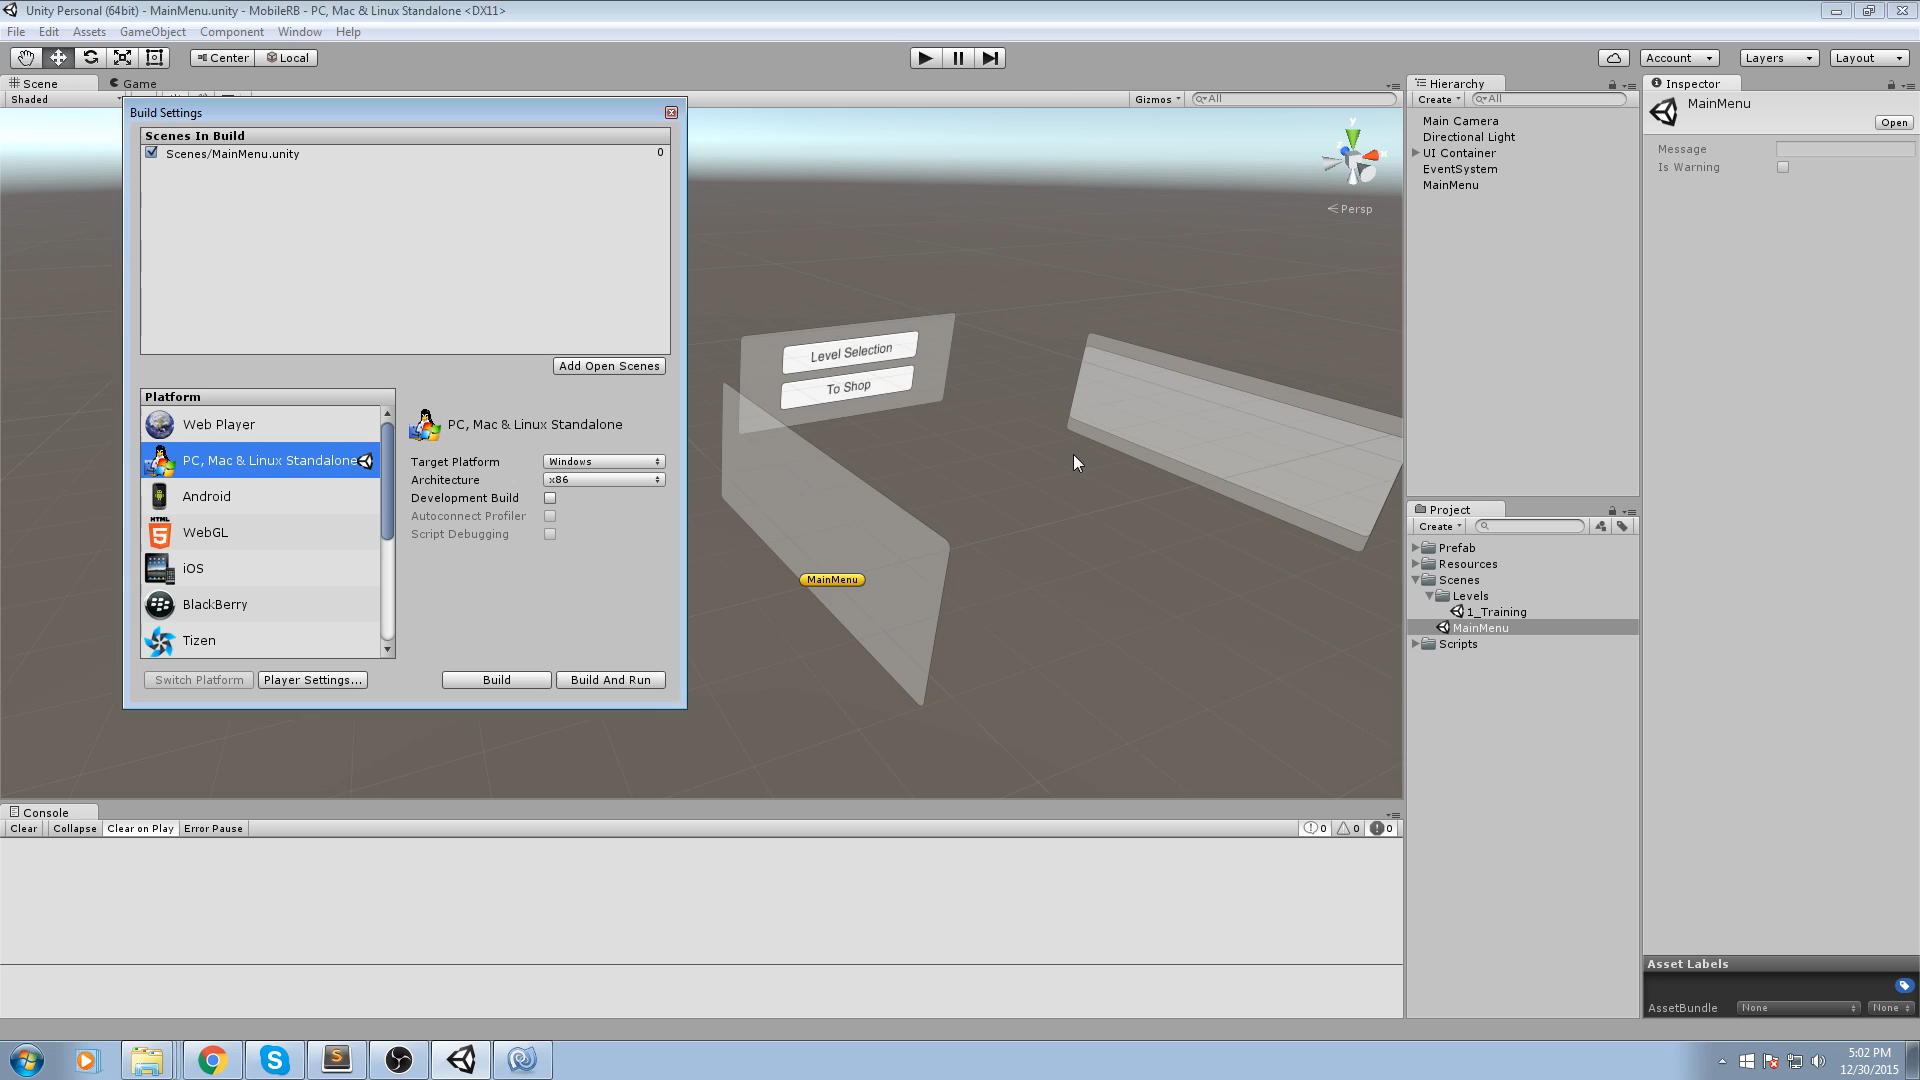 Unity Personal (64bit) - MainMenu.unity - MobileRB - PC, Mac & Linux Standalone <DX11>
File Edit Assets GameObject Component Window Help
Center Local Account Layers Layout
Scene Game
Shaded Gizmos All
Build Settings
Scenes In Build
Scenes/MainMenu.unity 0
Add Open Scenes
Platform
Web Player
PC, Mac & Linux Standalone
Android
HTML
5
WebGL
iOS
BlackBerry
Tizen
PC, Mac & Linux Standalone
Target Platform Windows
Architecture x86
Development Build
Autoconnect Profiler
Script Debugging
Switch Platform Player Settings... Build Build And Run
Level Selection
To Shop
MainMenu
y
Persp
Hierarchy
Create All
Main Camera
Directional Light
UI Container
EventSystem
MainMenu
Project
Create
Prefab
Resources
Scenes
Levels
1_Training
MainMenu
Scripts
Inspector
MainMenu
Open
Message
Is Warning
Asset Labels
AssetBundle None None
Console
Clear Collapse Clear on Play Error Pause 0 0 0
5:02 PM
12/30/2015